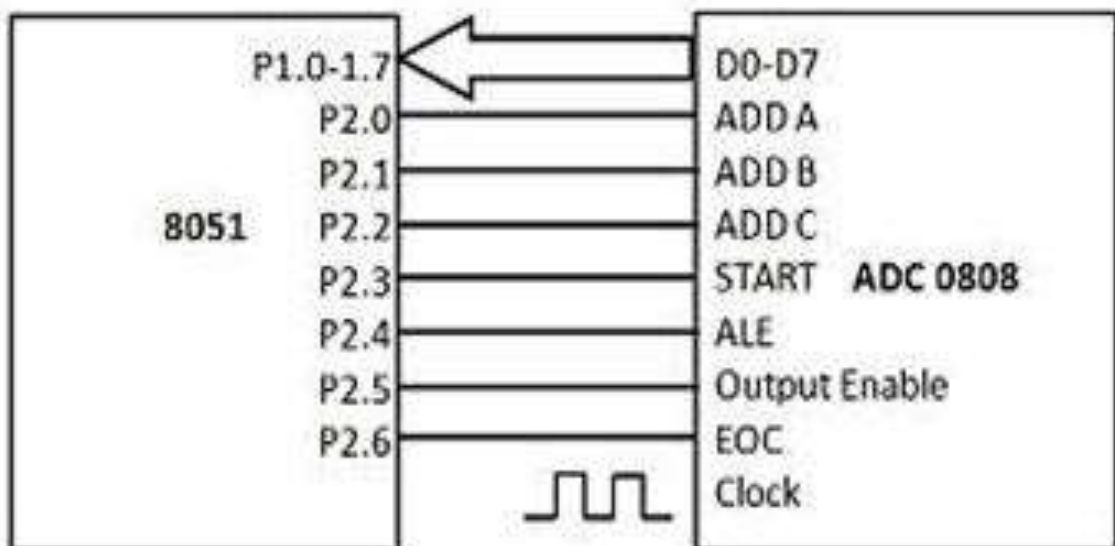 P1.0-1.7 D0-D7
P2.0 ADD A
P2.1 ADD B
8051 P2.2 ADD C
P2.3 START ADC 0808
P2.4 ALE
P2.5 Output Enable
P2.6 EOC
Clock